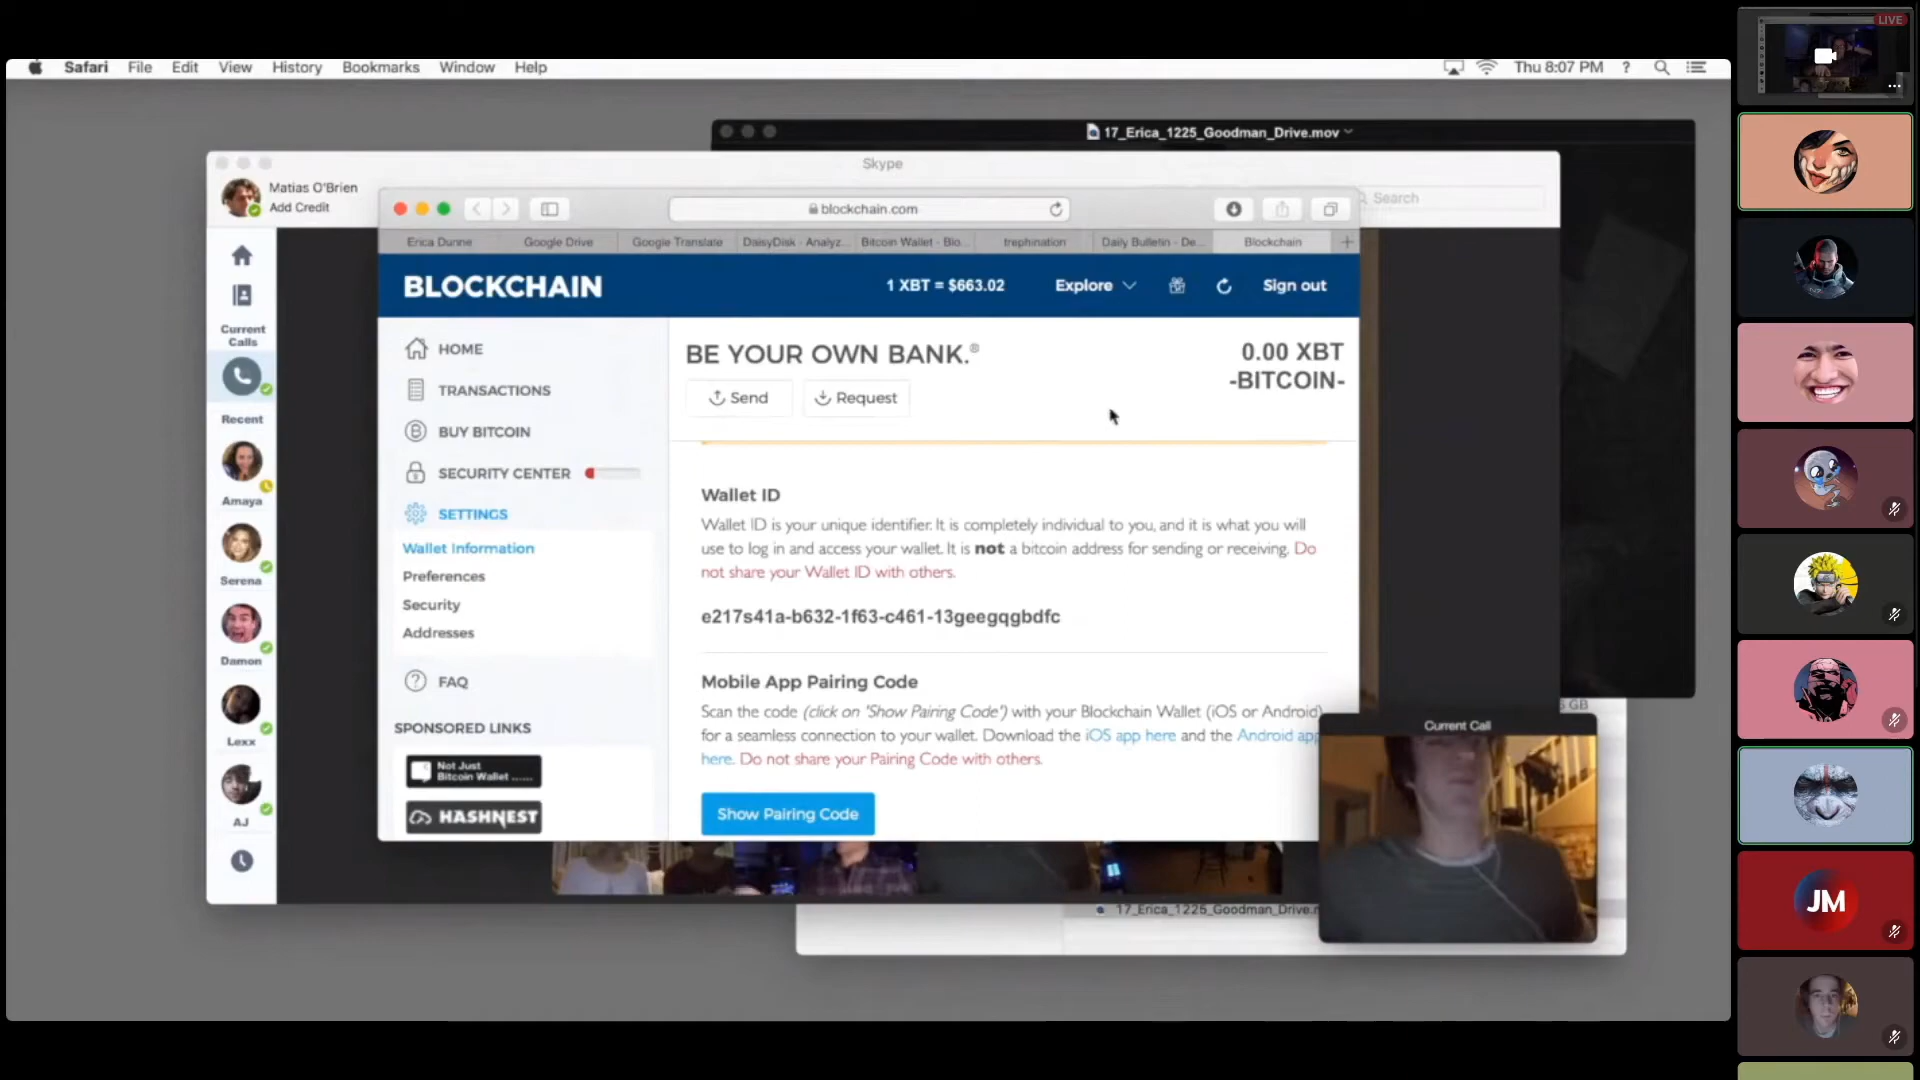 LIVE
Safari File Edit View History Bookmarks Window Help
Thu 8:07 PM ?
17_Erica_1225_Goodman_Drive.mov
Skype
Matias O'Brien
Add Credit
Search
blockchain.com
Erica Dunne Google Drive Google Translate DaisyDisk - Analyz... Bitcoin Wallet - Blo... trephination Daily Bulletin - De... Blockchain
BLOCKCHAIN
1 XBT = $663.02
Explore
Sign out
Current
Calls
Recent
Amaya
Serena
Damon
Lexx
AJ
HOME
TRANSACTIONS
BUY BITCOIN
SECURITY CENTER
SETTINGS
Wallet Information
Preferences
Security
Addresses
FAQ
SPONSORED LINKS
Not Just
Bitcoin Wallet ......
HASHNEST
BE YOUR OWN BANK.®
Send
Request
0.00 XBT
-BITCOIN-
Wallet ID
Wallet ID is your unique identifier. It is completely individual to you, and it is what you will
use to log in and access your wallet. It is not a bitcoin address for sending or receiving. Do
not share your Wallet ID with others.
e217s41a-b632-1f63-c461-13geegqgbdfc
Mobile App Pairing Code
Scan the code (click on 'Show Pairing Code') with your Blockchain Wallet (iOS or Android)
for a seamless connection to your wallet. Download the iOS app here and the Android app
here. Do not share your Pairing Code with others.
Show Pairing Code
GB
Current Call
17_Erica_1225_Goodman_Drive.
JM